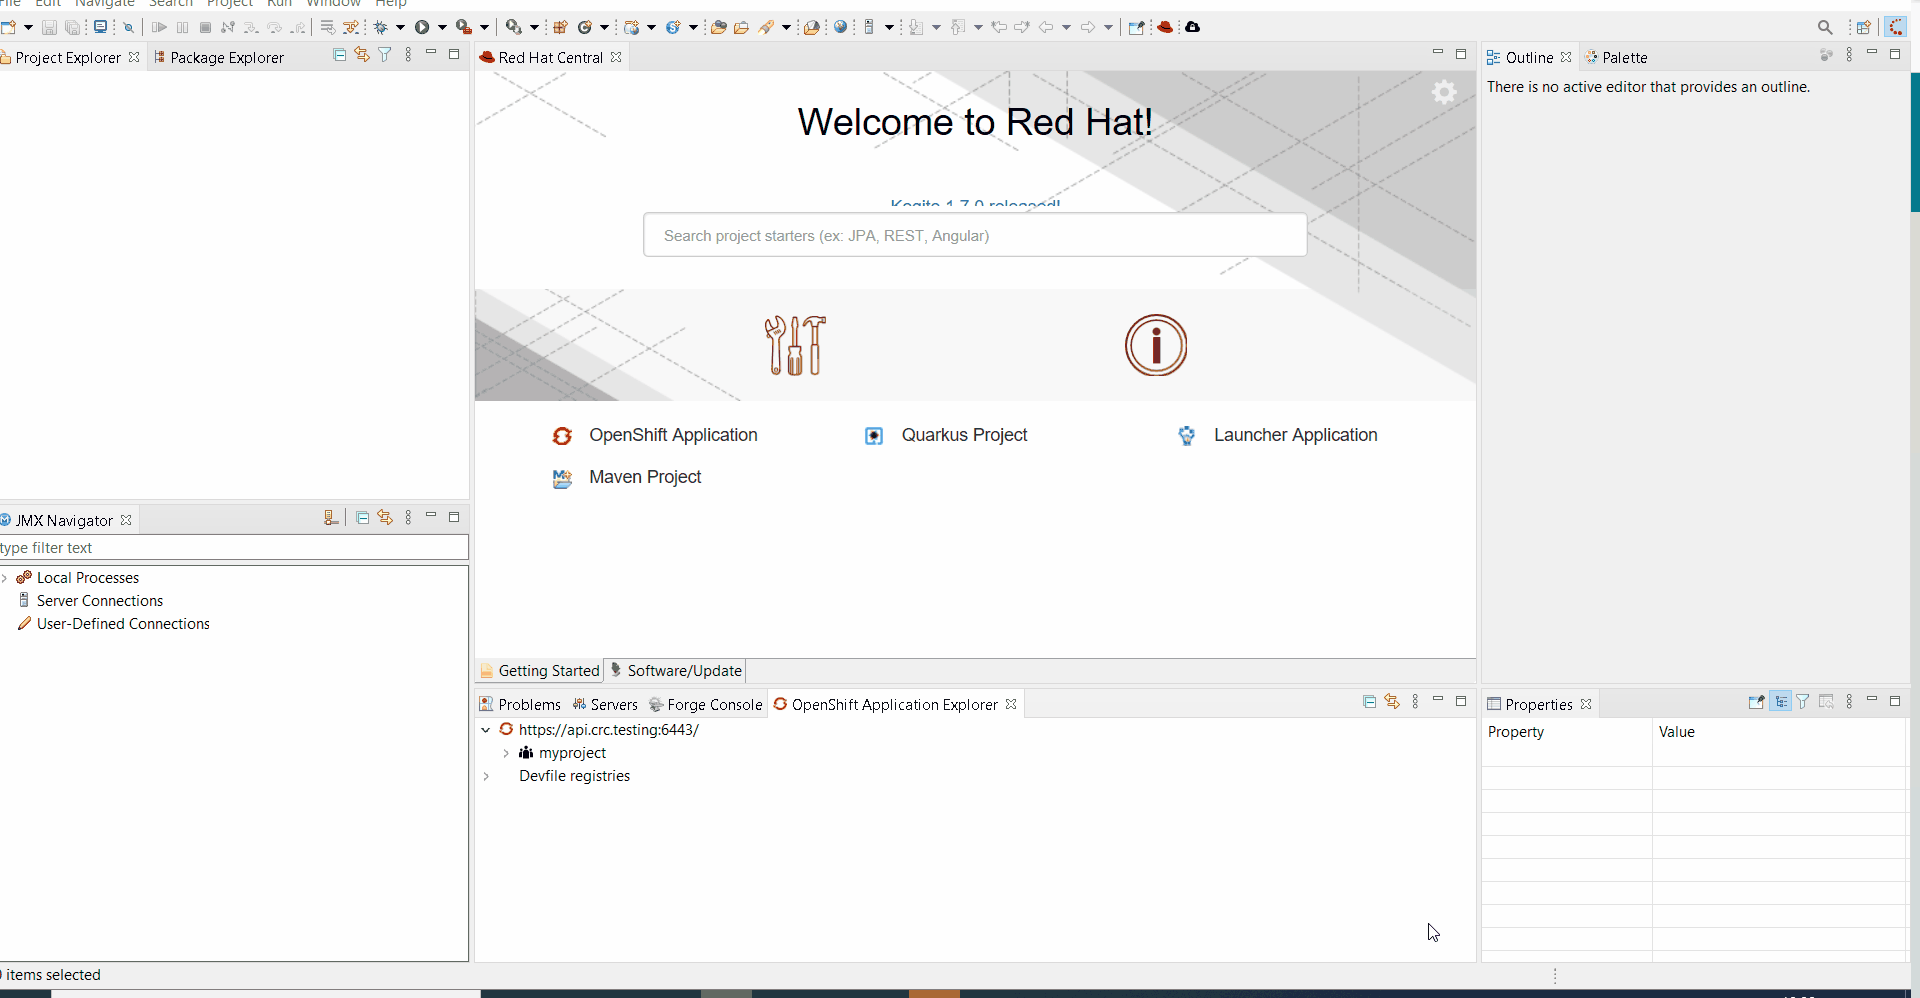 File Edit Navigate Search Project Run Window Help
Project Explorer
Package Explorer
Red Hat Central
Outline
Palette
There is no active editor that provides an outline.
Welcome to Red Hat!
Kogito 1.7.0 released!
Search project starters (ex: JPA, REST, Angular)
OpenShift Application
Quarkus Project
Launcher Application
Maven Project
JMX Navigator
type filter text
Local Processes
Server Connections
User-Defined Connections
Getting Started
Software/Update
Problems
Servers
Forge Console
OpenShift Application Explorer
https://api.crc.testing:6443/
myproject
Devfile registries
Properties
Property
Value
0 items selected